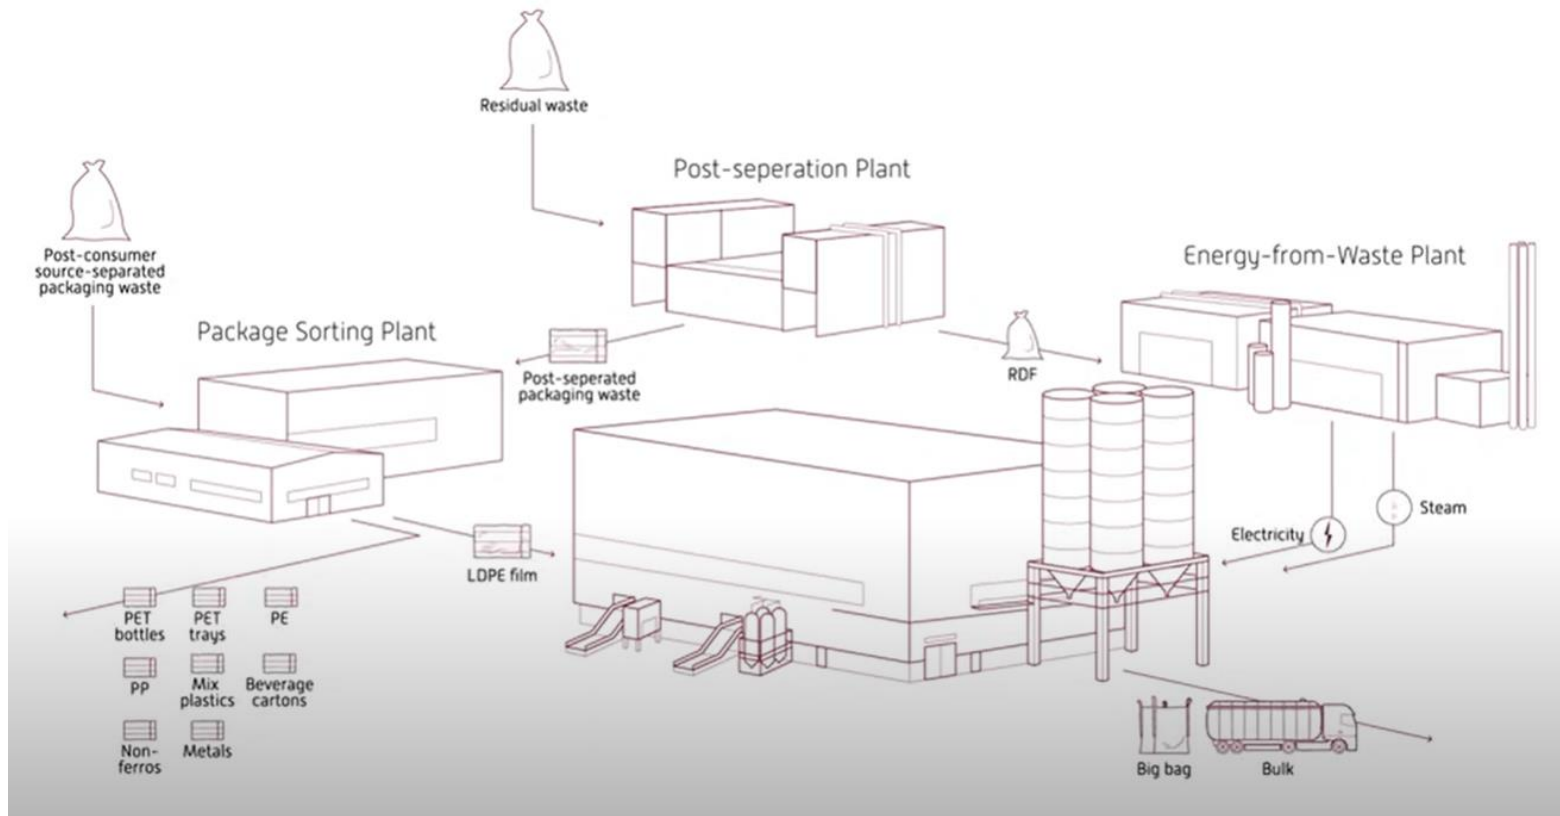 Residual waste
Post-seperation Plant
Post-consumer
source-separated
packaging waste
Energy-from-Waste Plant
Package Sorting Plant
Post-seperated
packaging waste
RDF
Steam
Electricity
LDPE film
PET
bottles
PET
trays
PE
PP
Mix
plastics
Beverage
cartons
Non-
ferros
Metals
Big bag
Bulk